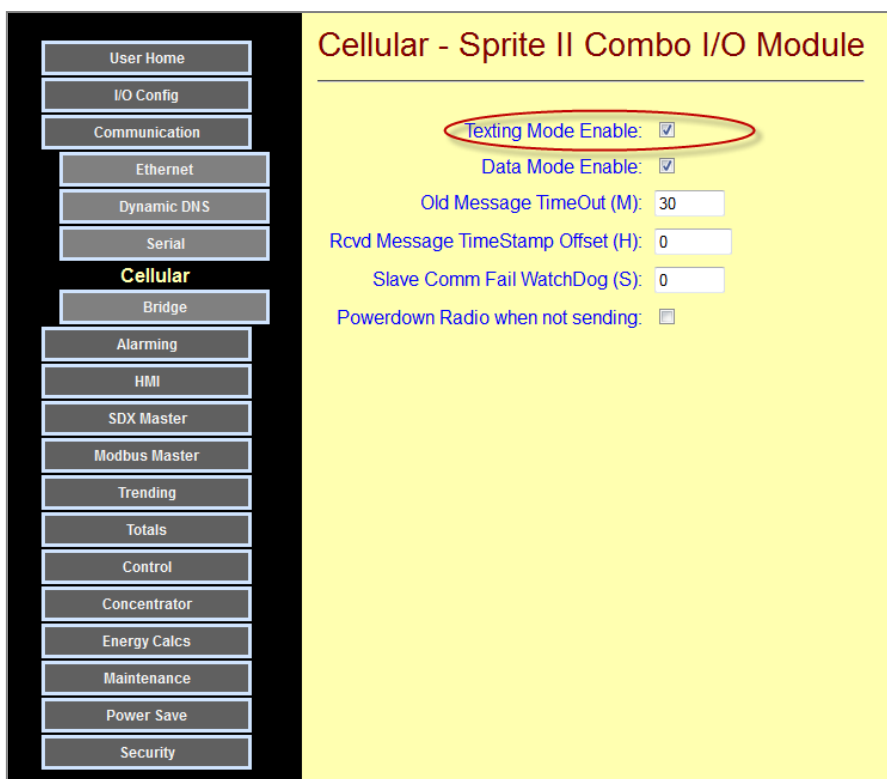 User Home
I/O Config
Communication
Ethernet
Dynamic DNS
Serial
Cellular
Bridge
Alarming
HMI
SDX Master
Modbus Master
Trending
Totals
Control
Concentrator
Energy Calcs
Maintenance
Power Save
Security
Cellular - Sprite II Combo I/O Module
Texting Mode Enable:
Data Mode Enable:
Old Message TimeOut (M): 30
Rcvd Message TimeStamp Offset (H): 0
Slave Comm Fail WatchDog (S): 0
Powerdown Radio when not sending: